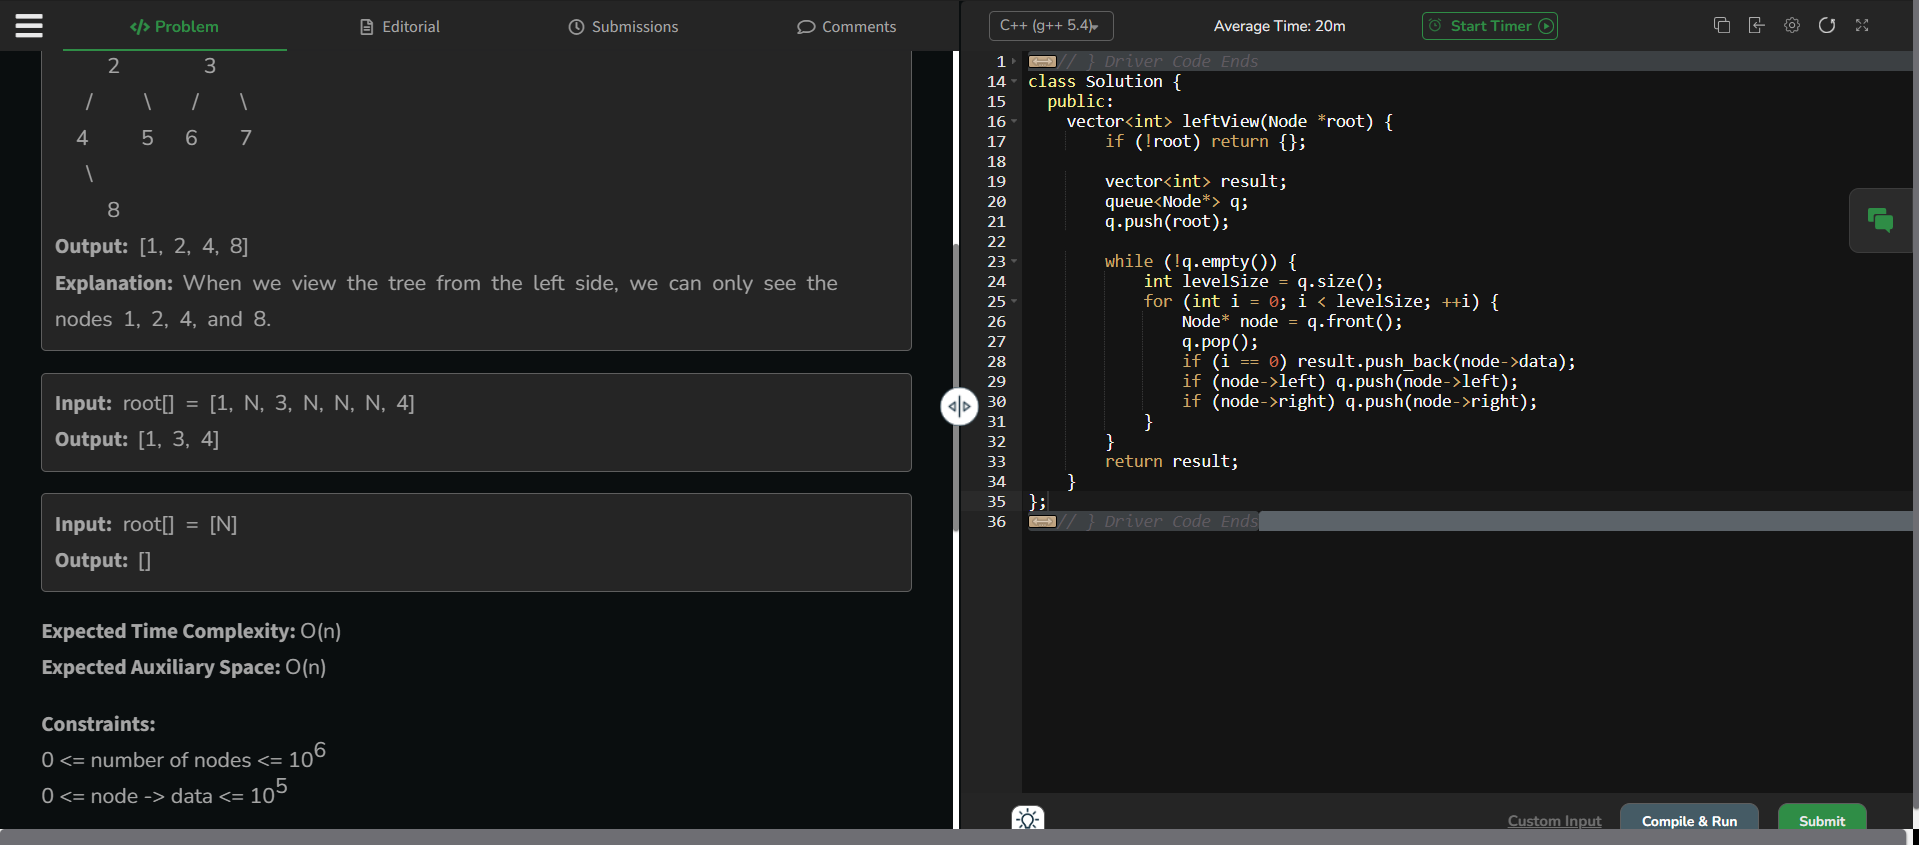 </> Problem
Editorial
Submissions
Comments
2 3
/ \ / \
4 5 6 7
\
8
Output: [1, 2, 4, 8]
Explanation: When we view the tree from the left side, we can only see the
nodes 1, 2, 4, and 8.
Input: root[] = [1, N, 3, N, N, N, 4]
Output: [1, 3, 4]
Input: root[] = [N]
Output: []
Expected Time Complexity: O(n)
Expected Auxiliary Space: O(n)
Constraints:
0 <= number of nodes <= 10^6
0 <= node -> data <= 10^5
C++ (g++ 5.4)
Average Time: 20m
Start Timer
1 // } Driver Code Ends
14 class Solution {
15 public:
16 vector<int> leftView(Node *root) {
17 if (!root) return {};
18
19 vector<int> result;
20 queue<Node*> q;
21 q.push(root);
22
23 while (!q.empty()) {
24 int levelSize = q.size();
25 for (int i = 0; i < levelSize; ++i) {
26 Node* node = q.front();
27 q.pop();
28 if (i == 0) result.push_back(node->data);
29 if (node->left) q.push(node->left);
30 if (node->right) q.push(node->right);
31 }
32 }
33 return result;
34 }
35 };
36 // } Driver Code Ends
Custom Input
Compile & Run
Submit